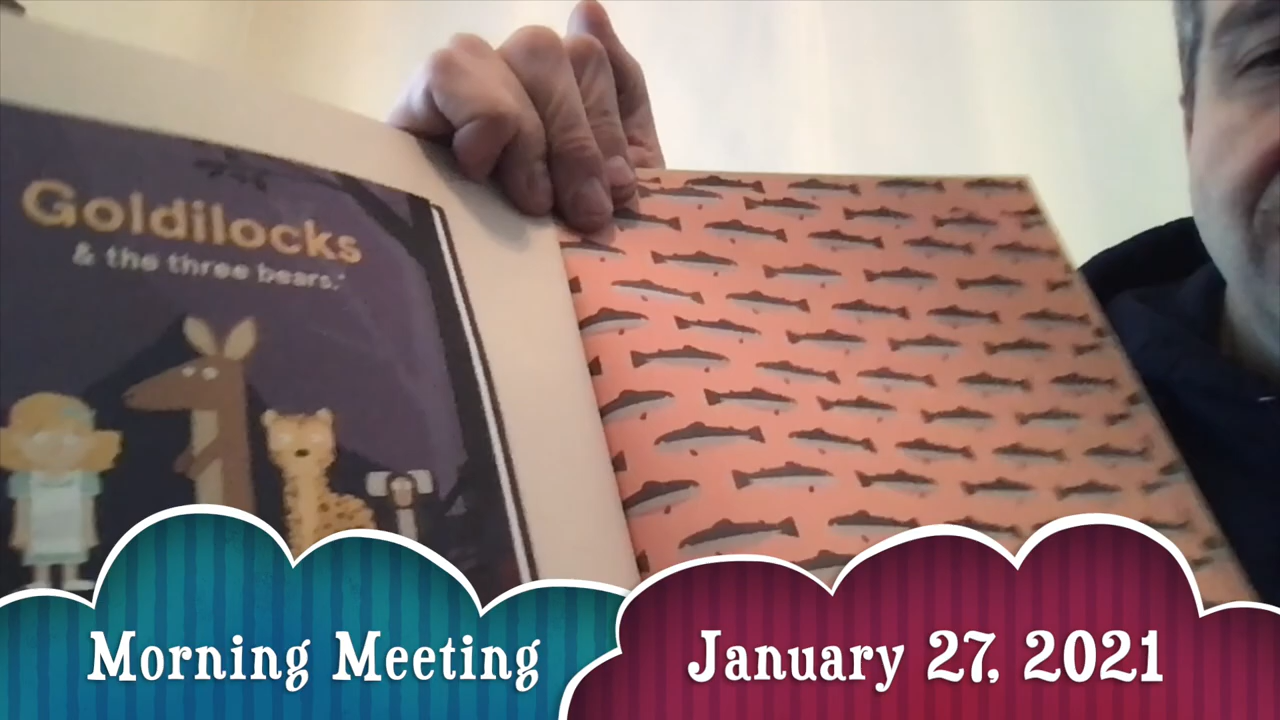 Goldilocks
& the three bears.*
Morning Meeting
January 27, 2021